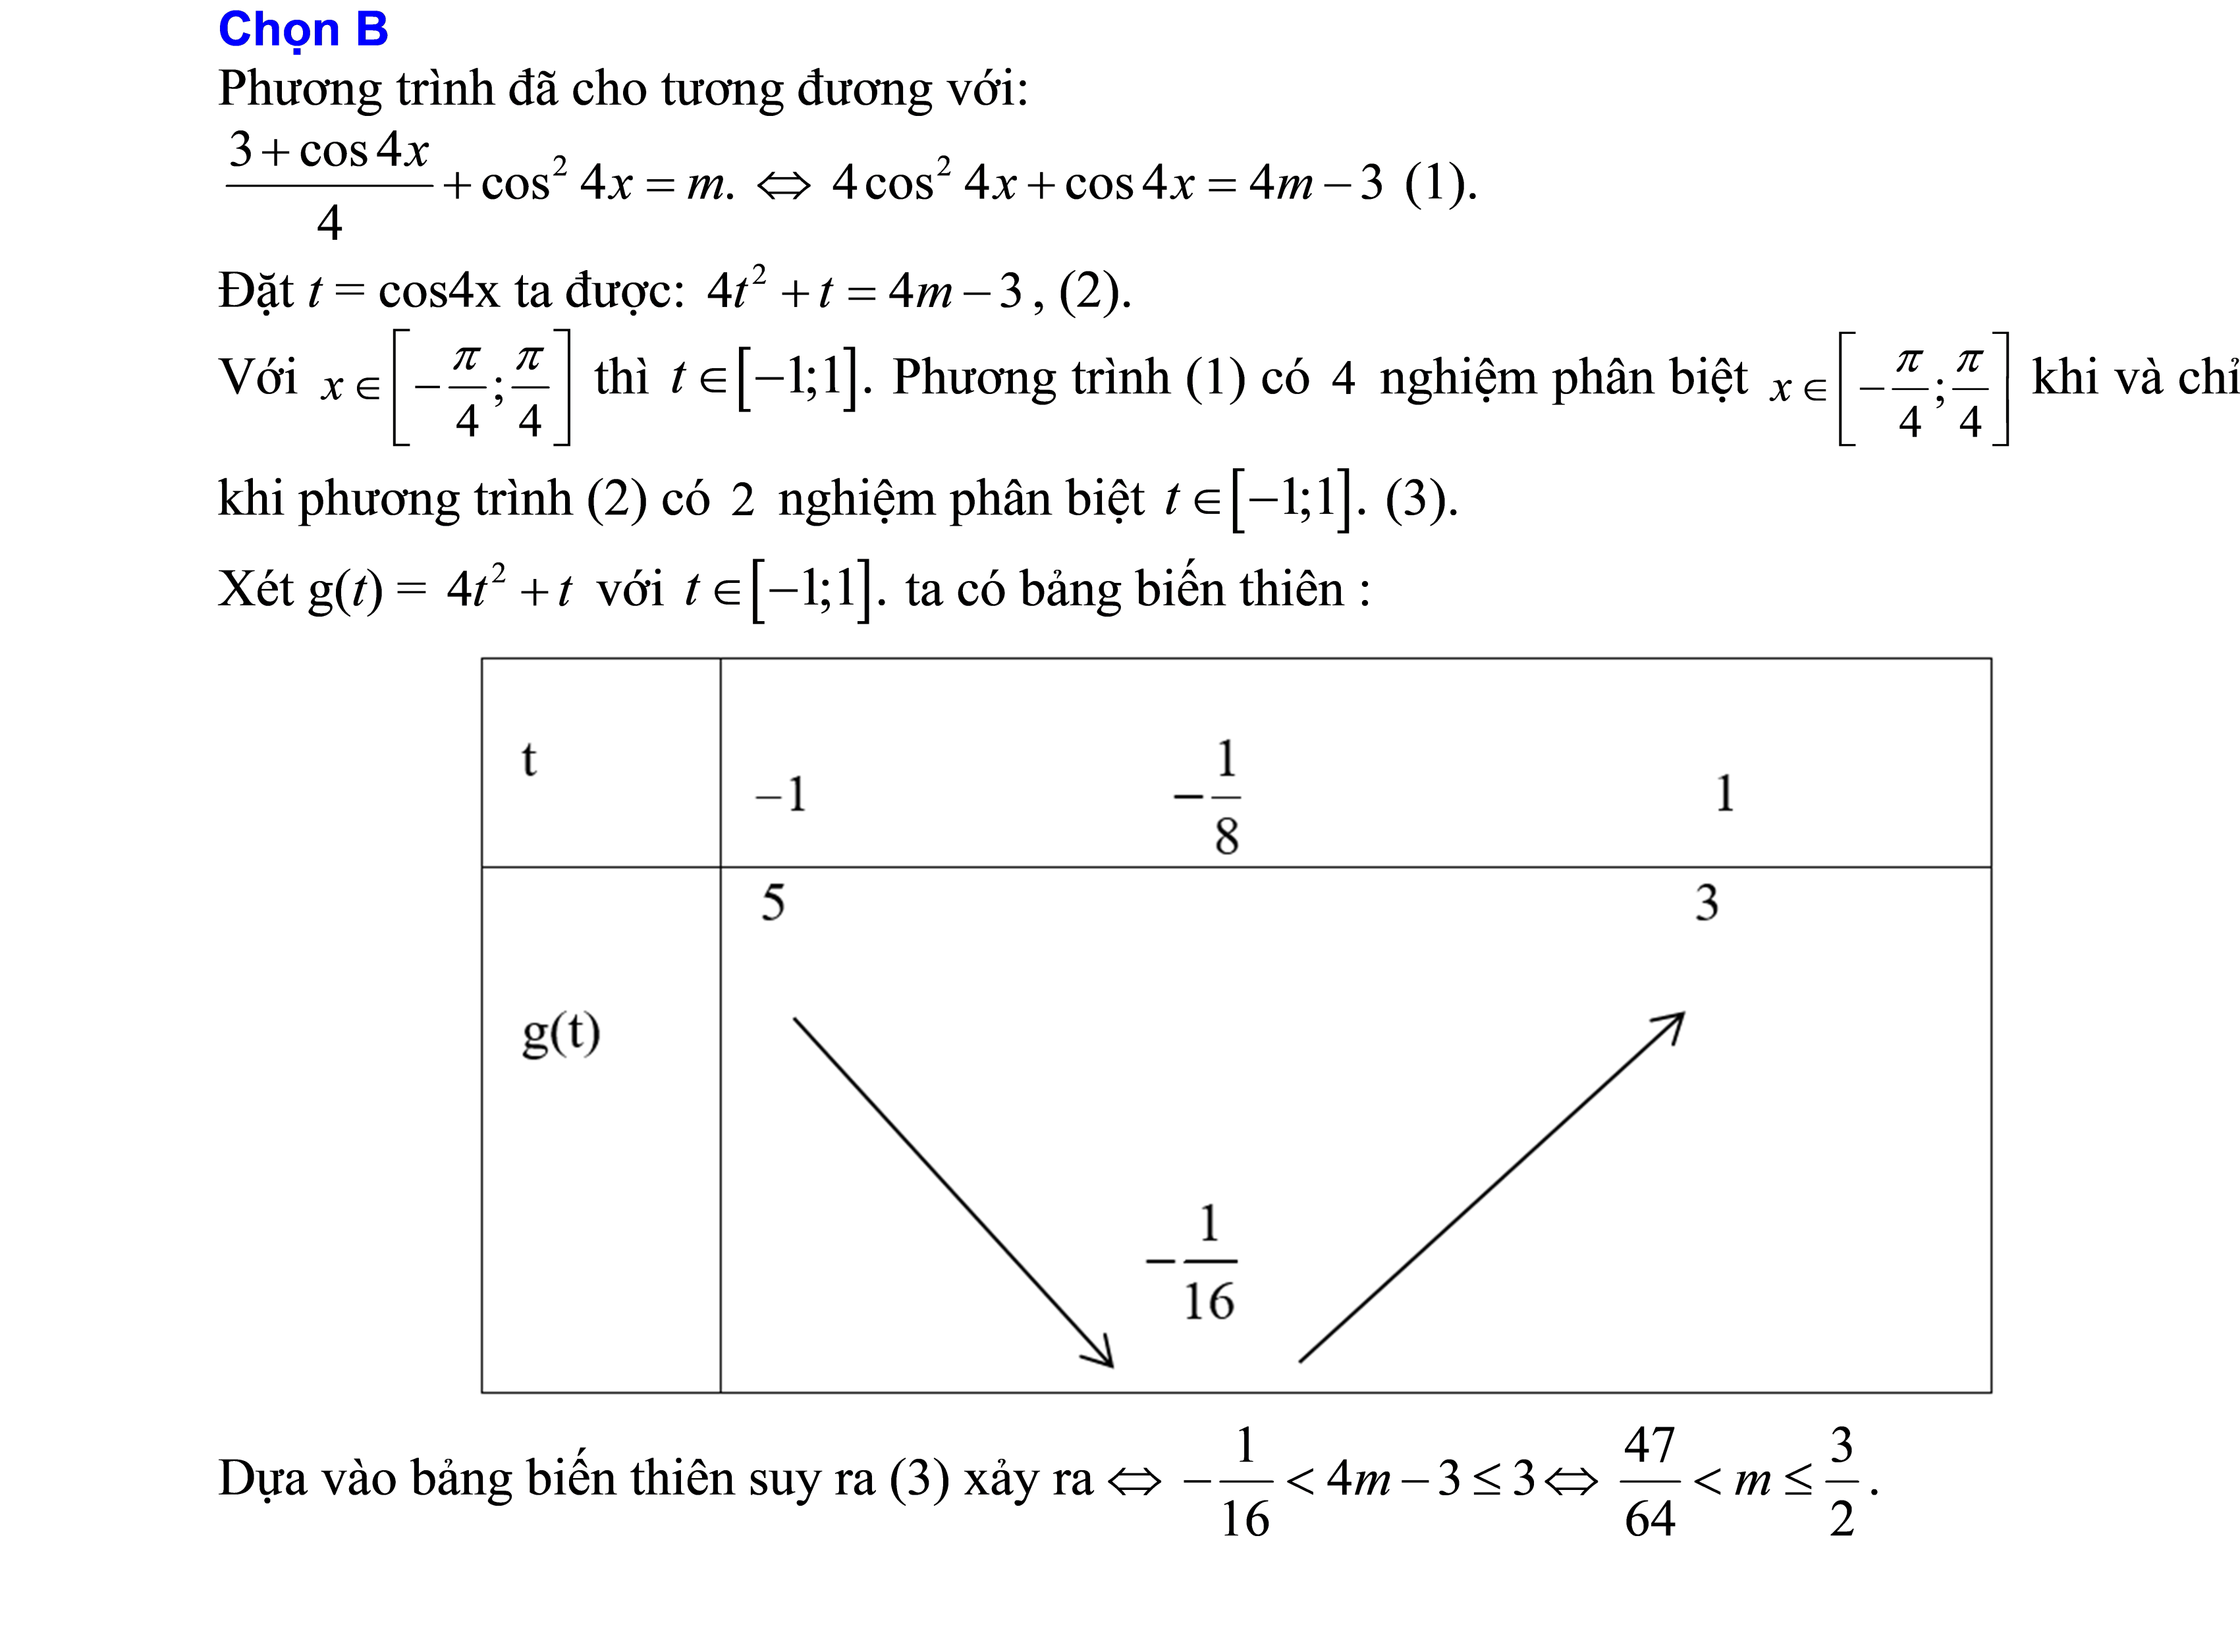 Chọn B
Phương trình đã cho tương đương với:
$\frac{3+\cos 4x}{4}+\cos^2 4x=m. \Leftrightarrow 4\cos^2 4x+\cos 4x=4m-3$ (1).
Đặt $t$ = cos4x ta được: $4t^2+t=4m-3$, (2).
Với $x\in\left[-\frac{\pi}{4};\frac{\pi}{4}\right]$ thì $t\in[-1;1].$ Phương trình (1) có 4 nghiệm phân biệt $x\in\left[-\frac{\pi}{4};\frac{\pi}{4}\right]$ khi và chỉ
khi phương trình (2) có 2 nghiệm phân biệt $t\in[-1;1].$ (3).
Xét g($t$) = $4t^2+t$ với $t\in[-1;1].$ ta có bảng biến thiên :
t –1 $-\frac{1}{8}$ 1
5 3
g(t)
$-\frac{1}{16}$
Dựa vào bảng biến thiên suy ra (3) xảy ra $\Leftrightarrow -\frac{1}{16}<4m-3\leq 3 \Leftrightarrow \frac{47}{64}<m\leq\frac{3}{2}.$